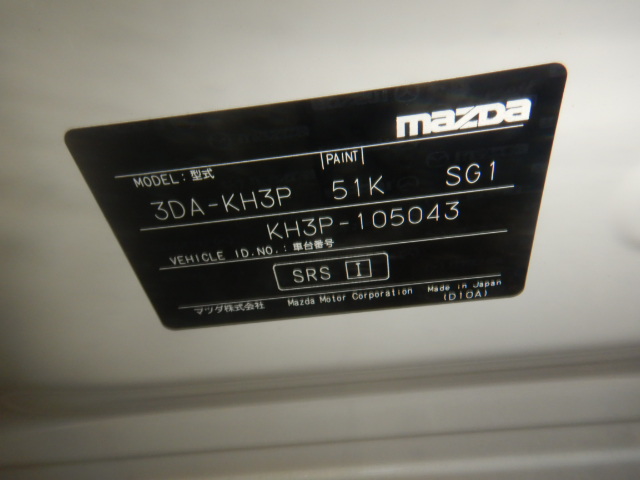 mazda
MODEL: 型式 PAINT
3DA-KH3P 51K SG1
KH3P-105043
VEHICLE ID.NO.: 車台番号
SRS I
マツダ株式会社 Mazda Motor Corporation Made in Japan
(D10A)